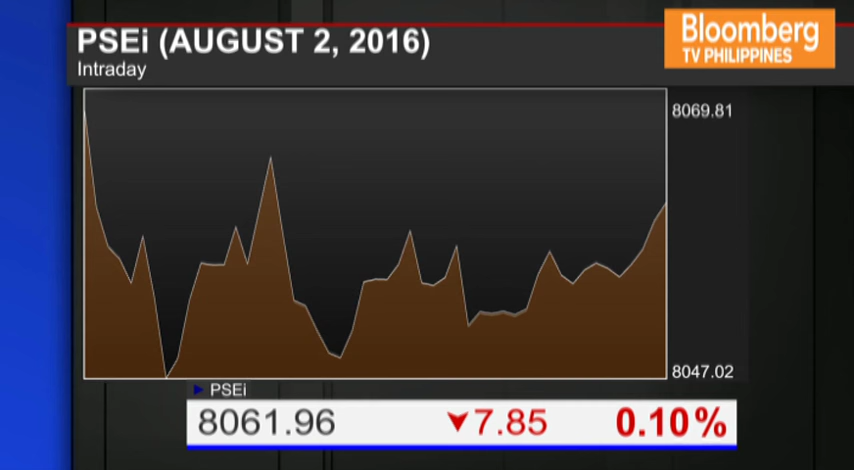 PSEi (AUGUST 2, 2016)
Intraday
Bloomberg
TV PHILIPPINES
8069.81
8047.02
PSEi
8061.96 7.85 0.10%